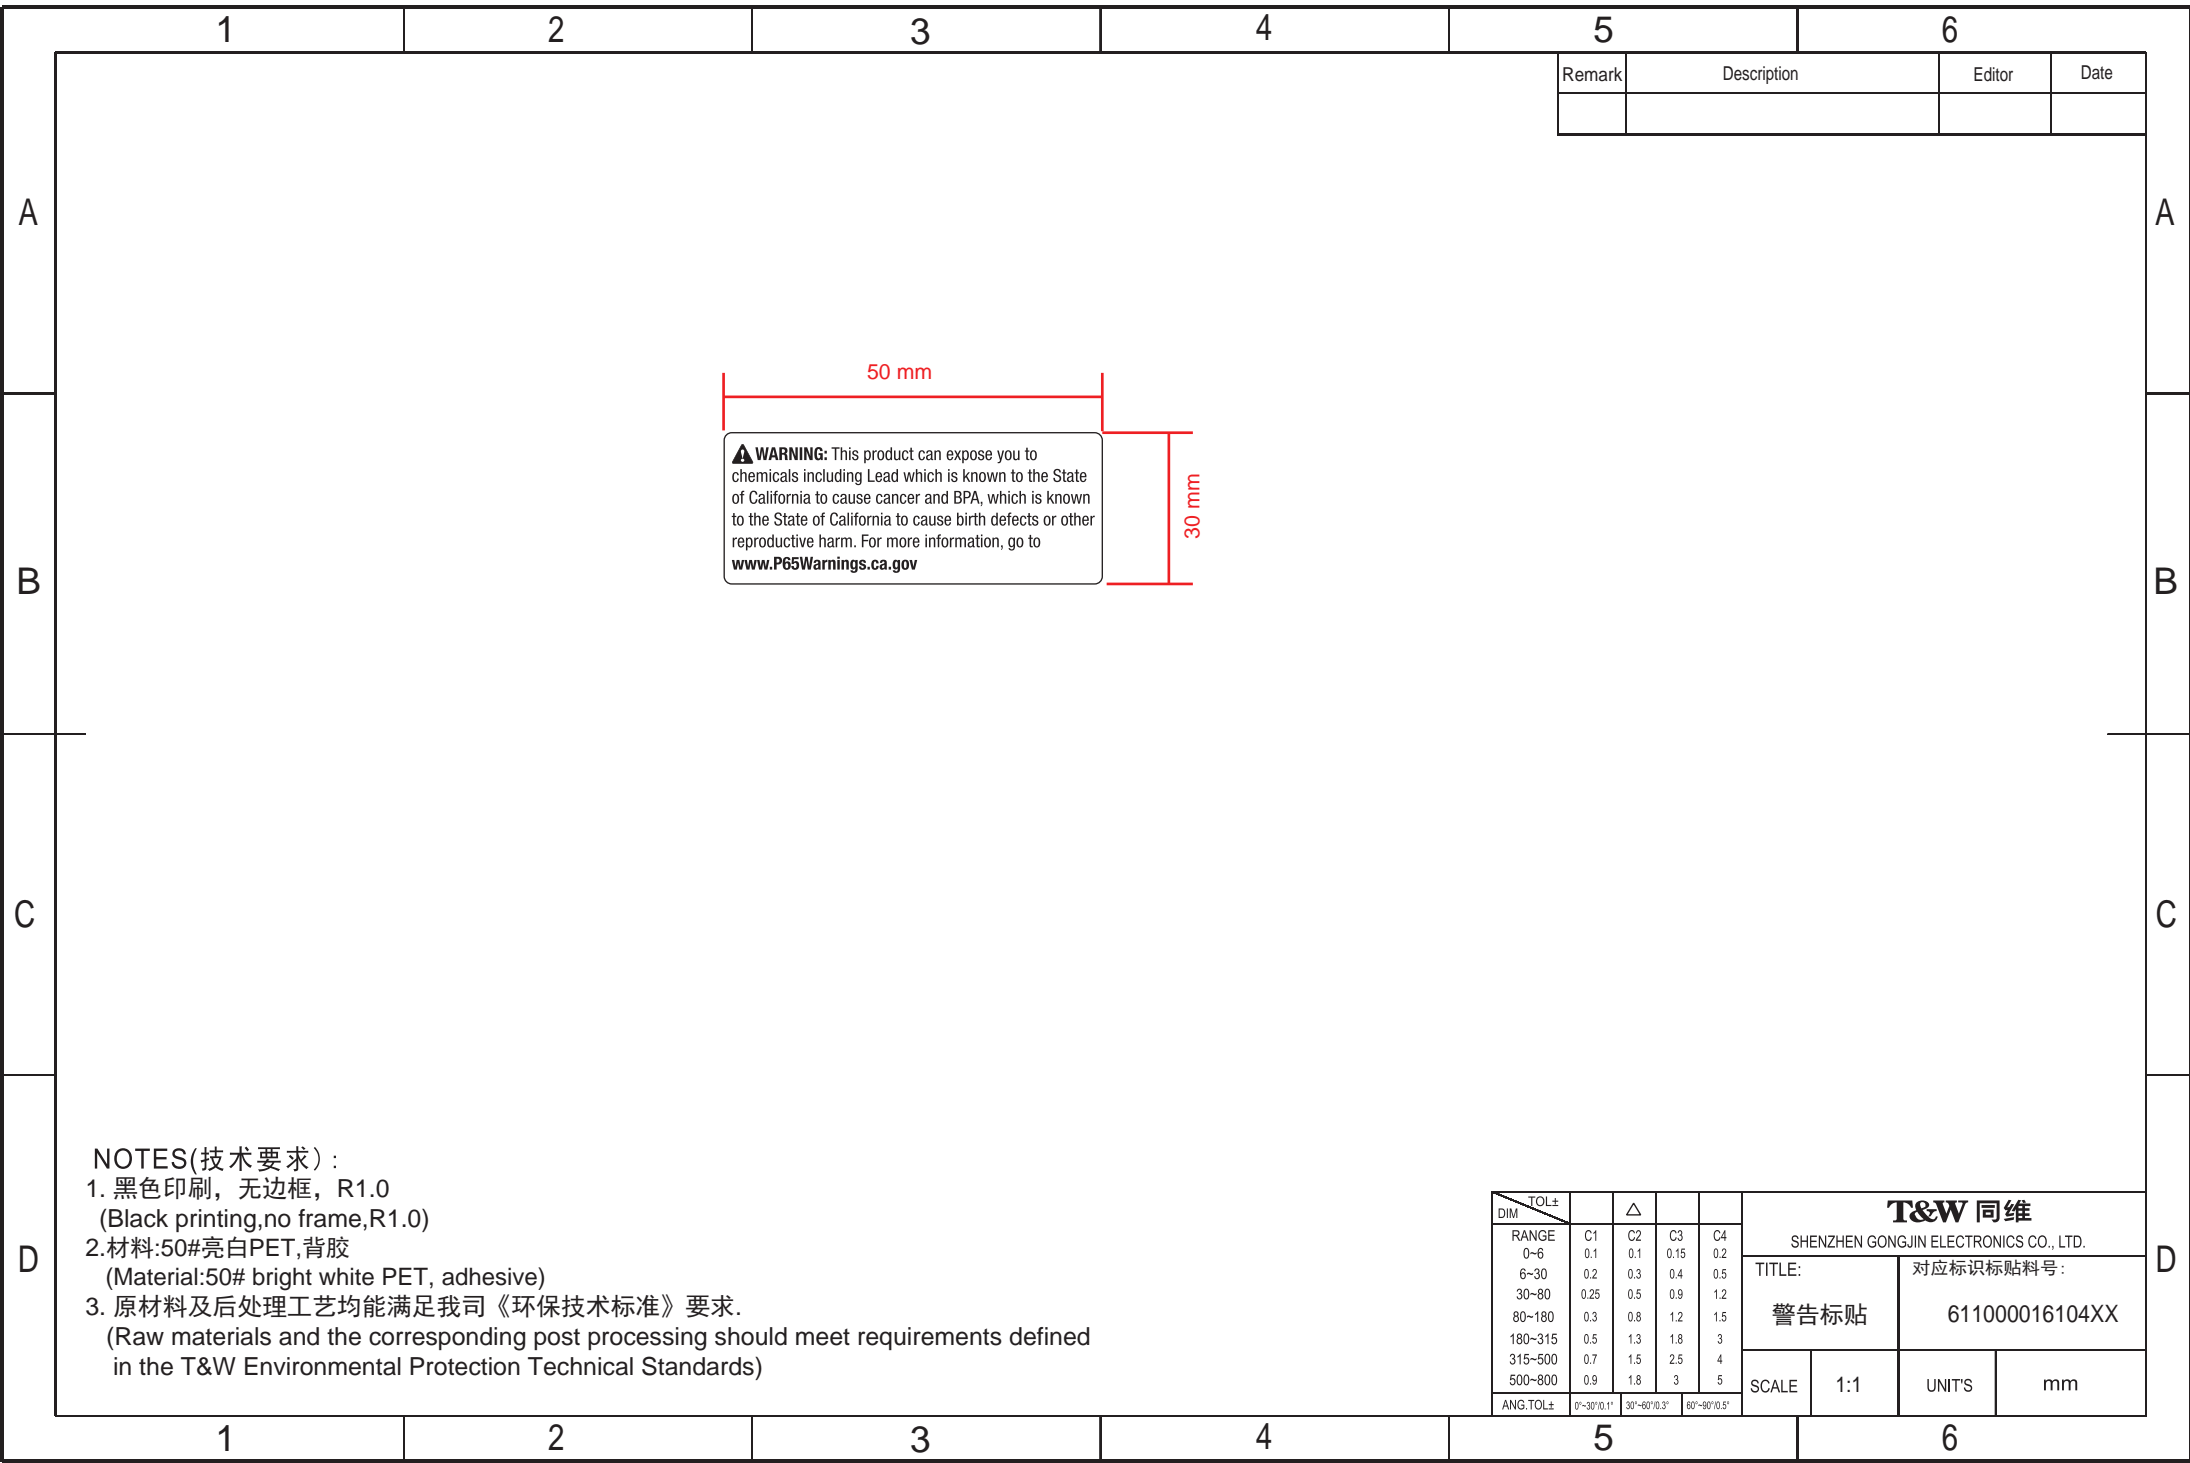 1 2 3 4 5 6
Remark Description Editor Date
A A
50 mm
WARNING: This product can expose you to
chemicals including Lead which is known to the State
of California to cause cancer and BPA, which is known
to the State of California to cause birth defects or other
reproductive harm. For more information, go to
www.P65Warnings.ca.gov
30 mm
B B
C C
NOTES(技术要求):
1. 黑色印刷，无边框，R1.0
(Black printing,no frame,R1.0)
2.材料:50#亮白PET,背胶
(Material:50# bright white PET, adhesive)
3. 原材料及后处理工艺均能满足我司《环保技术标准》要求.
(Raw materials and the corresponding post processing should meet requirements defined
in the T&W Environmental Protection Technical Standards)
D D
DIM TOL± △
RANGE C1 C2 C3 C4
0~6 0.1 0.1 0.15 0.2
6~30 0.2 0.3 0.4 0.5
30~80 0.25 0.5 0.9 1.2
80~180 0.3 0.8 1.2 1.5
180~315 0.5 1.3 1.8 3
315~500 0.7 1.5 2.5 4
500~800 0.9 1.8 3 5
ANG.TOL± 0°~30°/0.1° 30°~60°/0.3° 60°~90°/0.5°
T&W 同维
SHENZHEN GONGJIN ELECTRONICS CO., LTD.
TITLE: 对应标识标贴料号:
警告标贴 611000016104XX
SCALE 1:1 UNIT'S mm
1 2 3 4 5 6